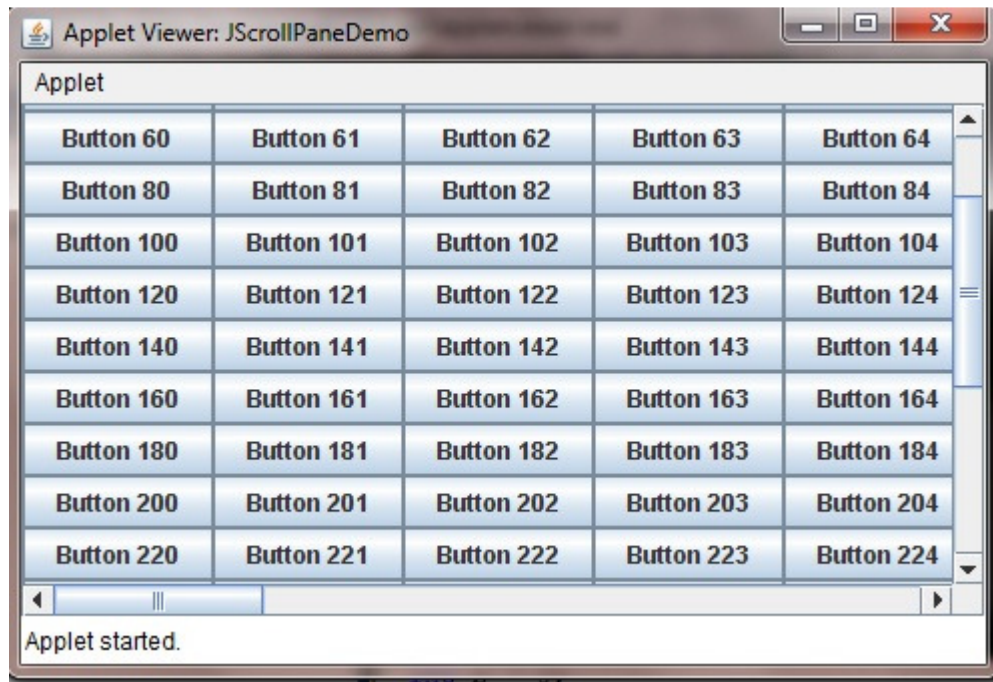 Applet Viewer: JScrollPaneDemo
Applet
Button 60 Button 61 Button 62 Button 63 Button 64
Button 80 Button 81 Button 82 Button 83 Button 84
Button 100 Button 101 Button 102 Button 103 Button 104
Button 120 Button 121 Button 122 Button 123 Button 124
Button 140 Button 141 Button 142 Button 143 Button 144
Button 160 Button 161 Button 162 Button 163 Button 164
Button 180 Button 181 Button 182 Button 183 Button 184
Button 200 Button 201 Button 202 Button 203 Button 204
Button 220 Button 221 Button 222 Button 223 Button 224
Applet started.